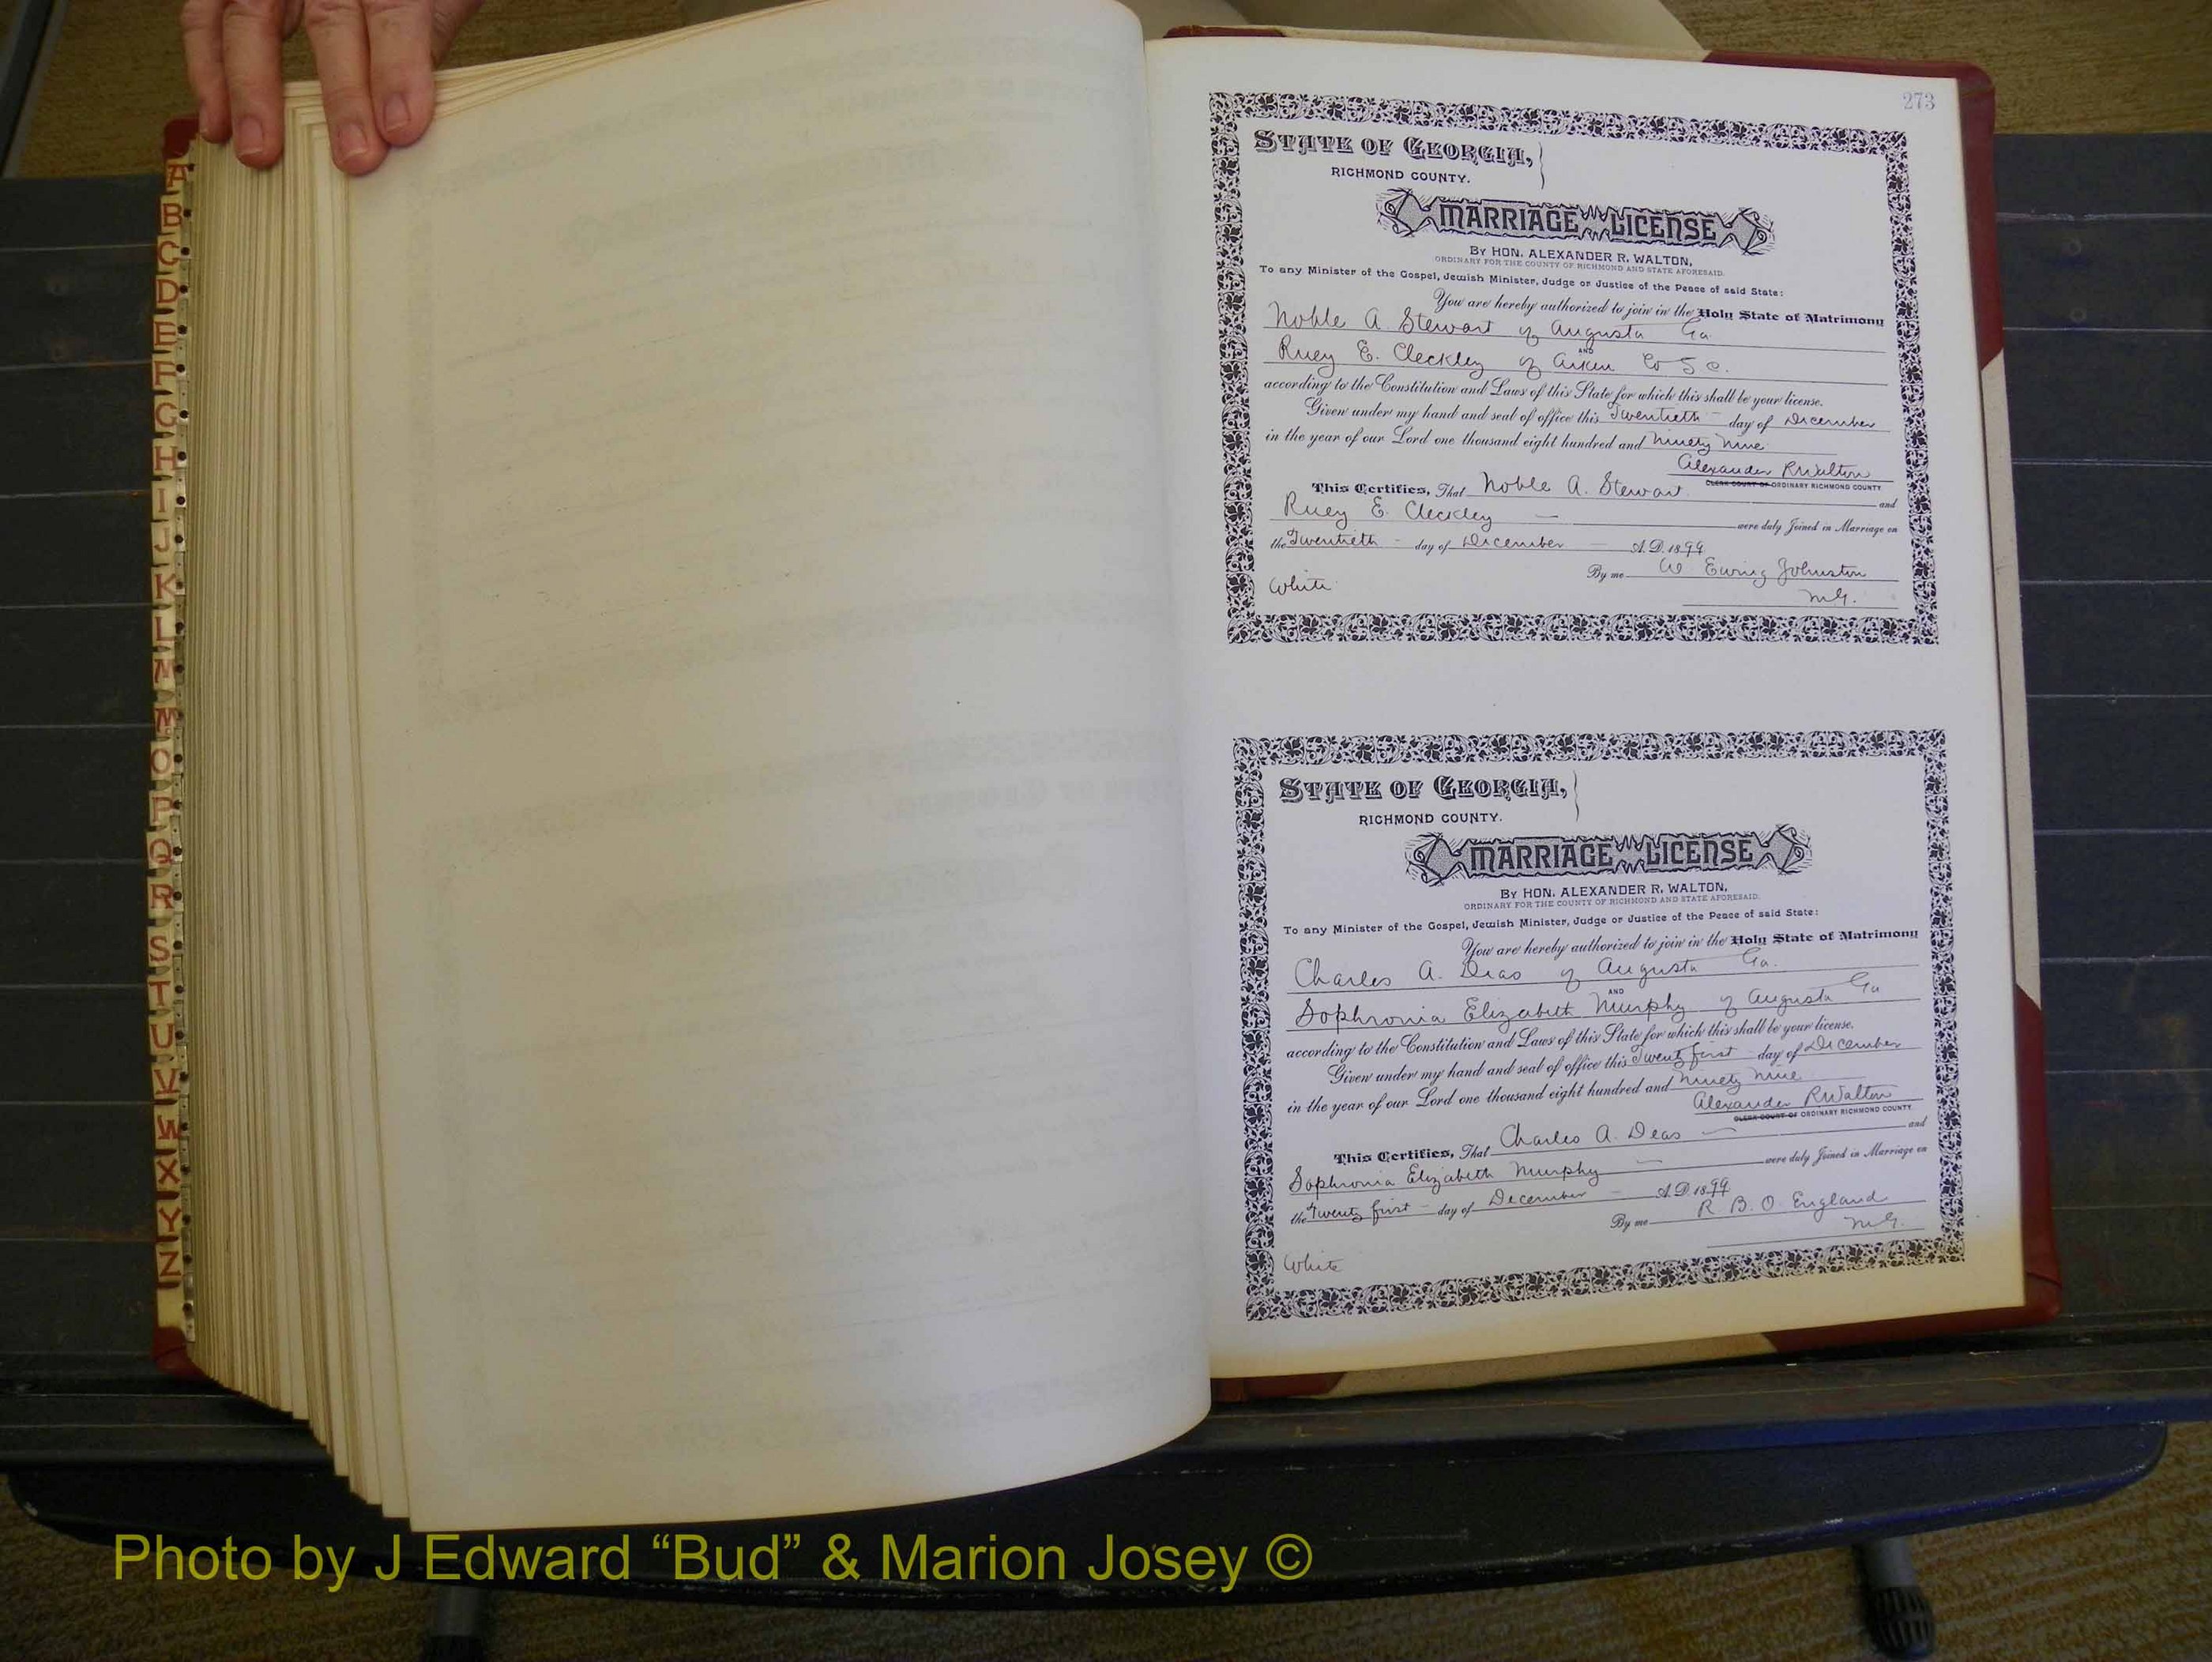 A
B
C
D
E
F
G
H
I
J
K
L
M
M
O
P
Q
R
S
T
U
V
W
X
Y
Z
273
STATE OF GEORGIA,
RICHMOND COUNTY.
MARRIAGE LICENSE
BY HON. ALEXANDER R. WALTON,
ORDINARY FOR THE COUNTY OF RICHMOND AND STATE AFORESAID.
To any Minister of the Gospel, Jewish Minister, Judge or Justice of the Peace of said State:
You are hereby authorized to join in the Holy State of Matrimony
Noble A. Stewart of Augusta Ga.
AND
Ruey E. Cleckley of Aiken Co S C.
according to the Constitution and Laws of this State for which this shall be your license.
Given under my hand and seal of office this Twentieth day of December
in the year of our Lord one thousand eight hundred and Ninety Nine
Alexander R Walton
CLERK COURT OF ORDINARY RICHMOND COUNTY
This Certifies, That Noble A. Stewart and
Ruey E. Cleckley — were duly Joined in Marriage on
the Twentieth - day of December — A.D. 1899
By me W Ewing Johnston
White
M.G.
STATE OF GEORGIA,
RICHMOND COUNTY.
MARRIAGE LICENSE
BY HON. ALEXANDER R. WALTON,
ORDINARY FOR THE COUNTY OF RICHMOND AND STATE AFORESAID.
To any Minister of the Gospel, Jewish Minister, Judge or Justice of the Peace of said State:
You are hereby authorized to join in the Holy State of Matrimony
Charles A. Deas of Augusta Ga.
AND
Sophronia Elizabeth Murphy of Augusta Ga
according to the Constitution and Laws of this State for which this shall be your license.
Given under my hand and seal of office this Twenty first day of December
in the year of our Lord one thousand eight hundred and Ninety Nine
Alexander R Walton
CLERK COURT OF ORDINARY RICHMOND COUNTY.
This Certifies, That Charles A. Deas — and
Sophronia Elizabeth Murphy — were duly Joined in Marriage on
the Twenty first - day of December — A.D. 1899
By me R. B. O. England
M.G.
White
Photo by J Edward “Bud” & Marion Josey ©